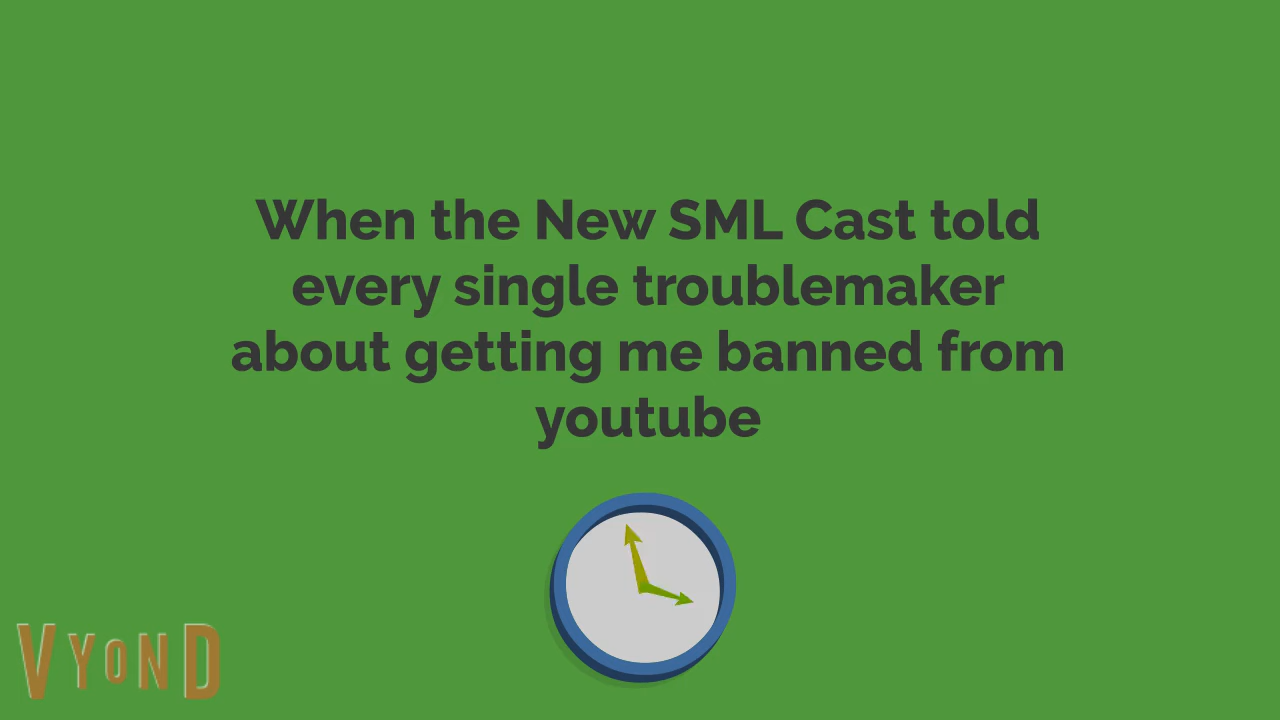 When the New SML Cast told
every single troublemaker
about getting me banned from
youtube
VYOND